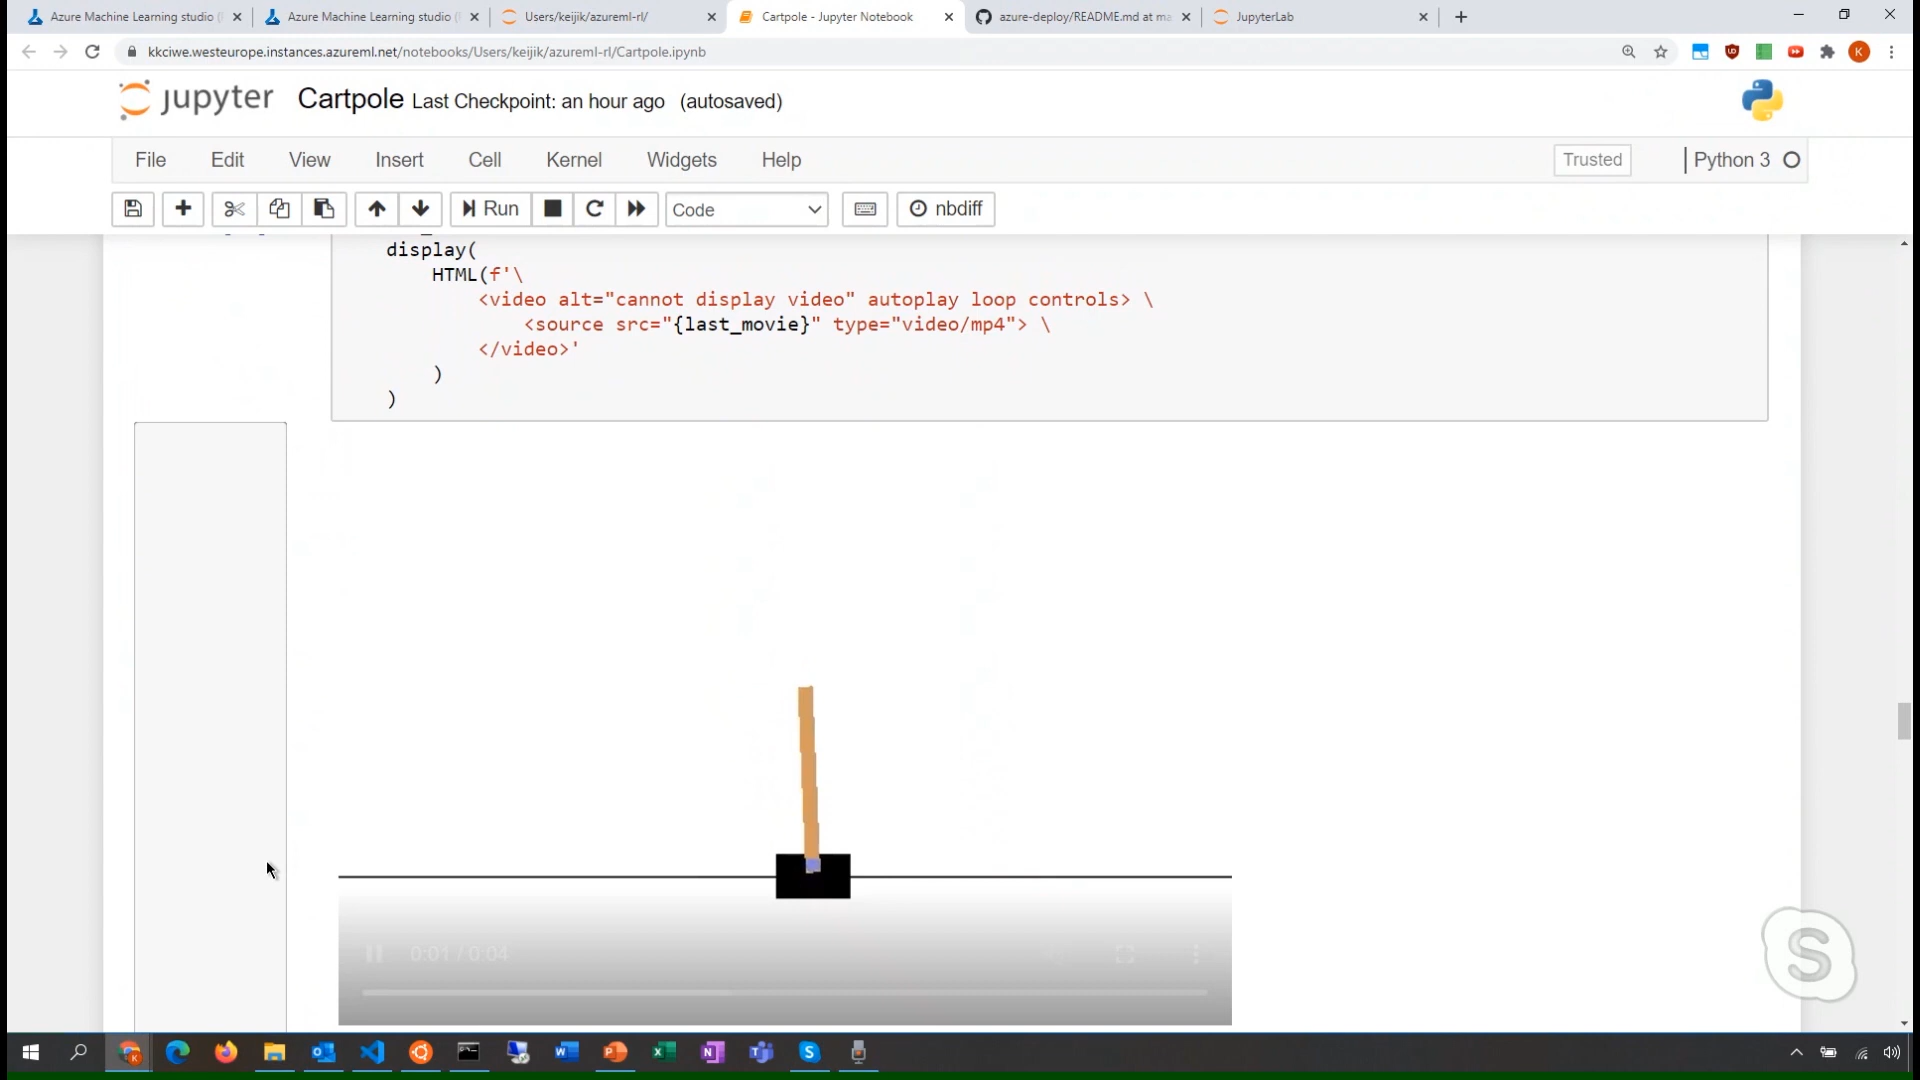 Azure Machine Learning studio (
Azure Machine Learning studio (
Users/keijik/azureml-rl/
Cartpole - Jupyter Notebook
azure-deploy/README.md at ma
JupyterLab
kkciwe.westeurope.instances.azureml.net/notebooks/Users/keijik/azureml-rl/Cartpole.ipynb
K
jupyter Cartpole Last Checkpoint: an hour ago (autosaved)
File Edit View Insert Cell Kernel Widgets Help Trusted Python 3
Run Code nbdiff
display(
HTML(f'\
<video alt="cannot display video" autoplay loop controls> \
<source src="{last_movie}" type="video/mp4"> \
</video>'
)
)
0:01 / 0:04